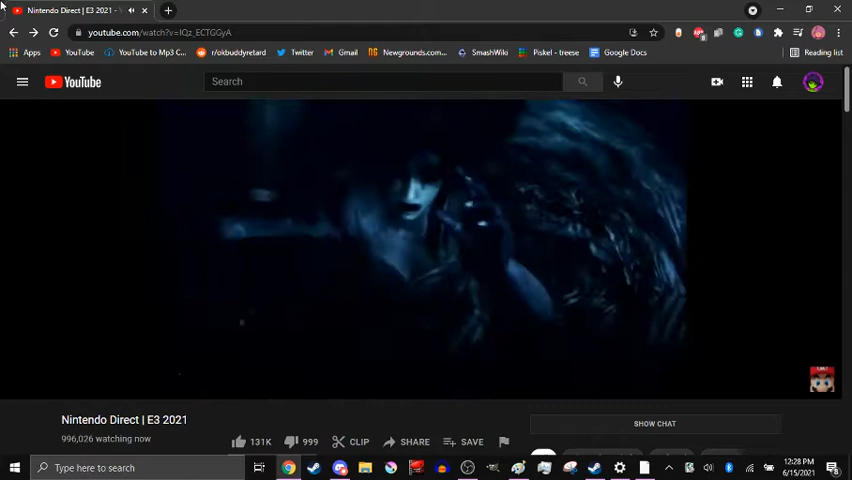 Nintendo Direct | E3 2021 -
youtube.com/watch?v=IQz_ECTGGyA
Apps YouTube YouTube to Mp3 C... r/okbuddyretard Twitter Gmail Newgrounds.com... SmashWiki Piskel - treese Google Docs Reading list
YouTube Search
Nintendo Direct | E3 2021
996,026 watching now
131K 999 CLIP SHARE SAVE
SHOW CHAT
Type here to search
12:28 PM
6/15/2021